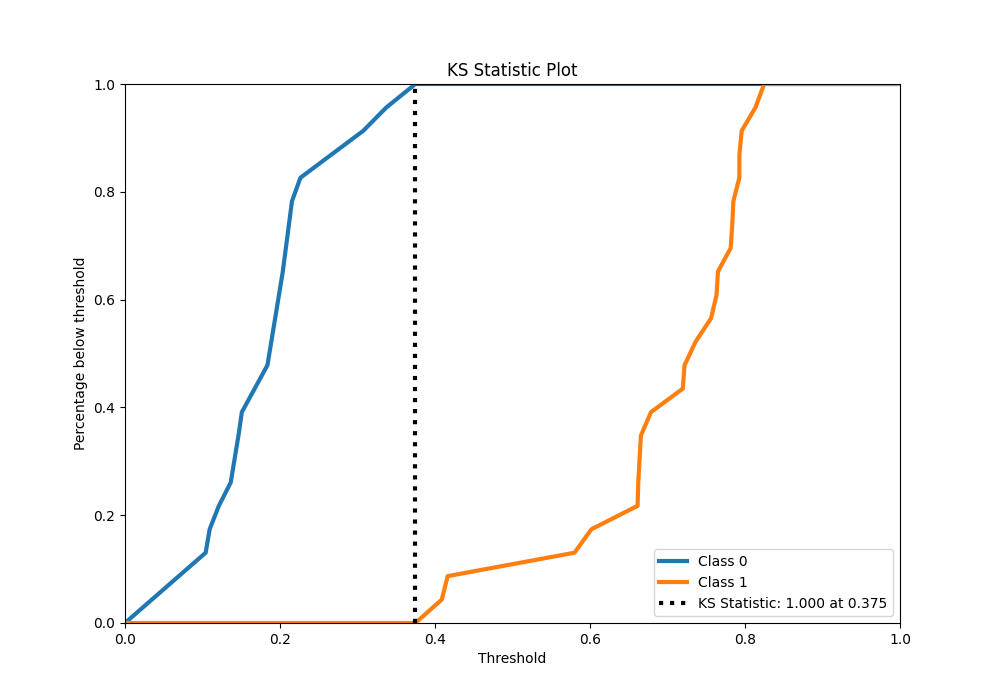 KS Statistic Plot
Percentage below threshold
1.0
0.8
0.6
0.4
0.2
0.0
0.0 0.2 0.4 0.6 0.8 1.0
Threshold
Class 0
Class 1
KS Statistic: 1.000 at 0.375